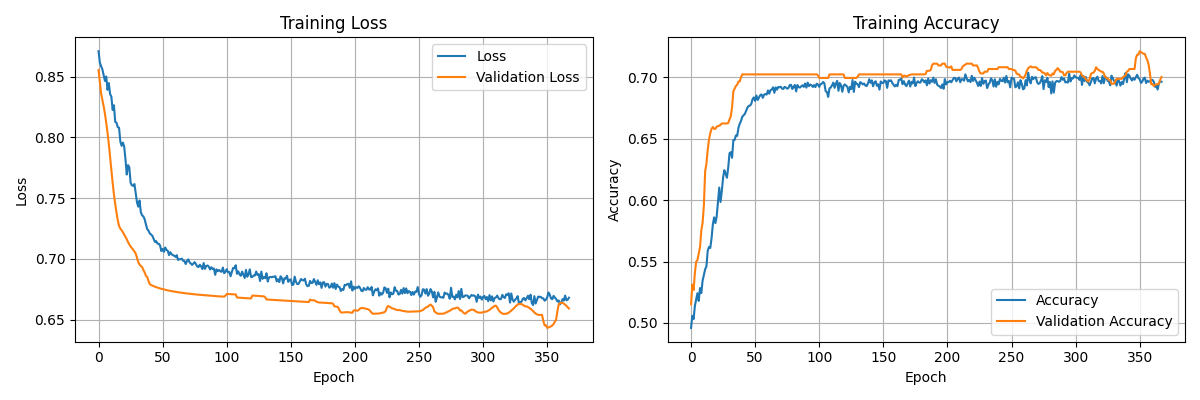 Training Loss
Loss
0.85
0.80
0.75
0.70
0.65
0
50
100
150
200
250
300
350
Epoch
Loss
Validation Loss
Training Accuracy
Accuracy
0.70
0.65
0.60
0.55
0.50
0
50
100
150
200
250
300
350
Epoch
Accuracy
Validation Accuracy